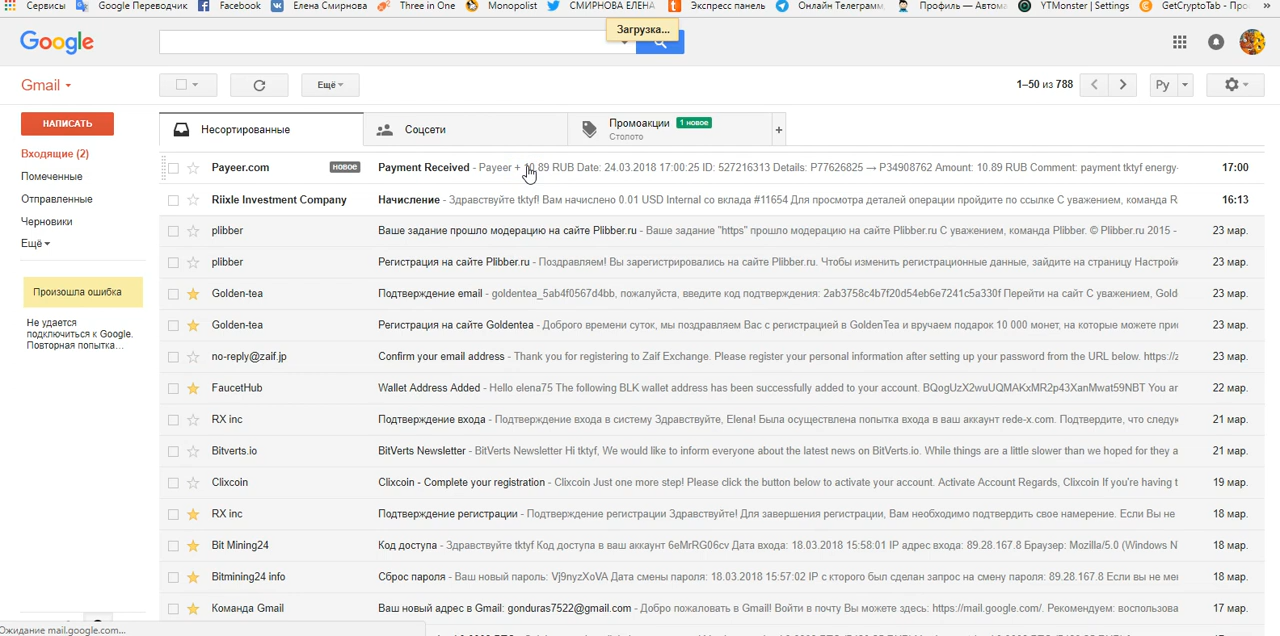 Сервисы Google Переводчик Facebook Елена Смирнова Three in One Monopolist СМИРНОВА ЕЛЕНА Экспресс панель Онлайн Телеграмм, Профиль — Автома YTMonster | Settings GetCryptoTab - Про »
Загрузка...
Google
Gmail
Ещё
1–50 из 788
Ру
НАПИСАТЬ
Несортированные
Соцсети
Промоакции 1 новое
Столото
+
Входящие (2)
Помеченные
Отправленные
Черновики
Ещё
Произошла ошибка
Не удается
подключиться к Google.
Повторная попытка…
Payeer.com новое Payment Received - Payeer + 10.89 RUB Date: 24.03.2018 17:00:25 ID: 527216313 Details: P77626825 → P34908762 Amount: 10.89 RUB Comment: payment tktyf energy- 17:00
Riixle Investment Company Начисление - Здравствуйте tktyf! Вам начислено 0.01 USD Internal со вклада #11654 Для просмотра деталей операции пройдите по ссылке С уважением, команда R 16:13
plibber Ваше задание прошло модерацию на сайте Plibber.ru - Ваше задание "https" прошло модерацию на сайте Plibber.ru С уважением, команда Plibber. © Plibber.ru 2015 - 23 мар.
plibber Регистрация на сайте Plibber.ru - Поздравляем! Вы зарегистрировались на сайте Plibber.ru. Чтобы изменить регистрационные данные, зайдите на страницу Настройк 23 мар.
Golden-tea Подтверждение email - goldentea_5ab4f0567d4bb, пожалуйста, введите код подтверждения: 2ab3758c4b7f20d54eb6e7241c5a330f Перейти на сайт С уважением, Gold 23 мар.
Golden-tea Регистрация на сайте Goldentea - Доброго времени суток, мы поздравляем Вас с регистрацией в GoldenTea и вручаем подарок 10 000 монет, на которые можете прис 23 мар.
no-reply@zaif.jp Confirm your email address - Thank you for registering to Zaif Exchange. Please register your personal information after setting up your password from the URL below. https://z 23 мар.
FaucetHub Wallet Address Added - Hello elena75 The following BLK wallet address has been successfully added to your account. BQogUzX2wuUQMAKxMR2p43XanMwat59NBT You ar 22 мар.
RX inc Подтверждение входа - Подтверждение входа в систему Здравствуйте, Elena! Была осуществлена попытка входа в ваш аккаунт rede-x.com. Подтвердите, что следук 21 мар.
Bitverts.io BitVerts Newsletter - BitVerts Newsletter Hi tktyf, We would like to inform everyone about the latest news on BitVerts.io. While things are a little slower than we hoped for they a 21 мар.
Clixcoin Clixcoin - Complete your registration - Clixcoin Just one more step! Please click the button below to activate your account. Activate Account Regards, Clixcoin If you're having t 19 мар.
RX inc Подтверждение регистрации - Подтверждение регистрации Здравствуйте! Для завершения регистрации, Вам необходимо подтвердить свое намерение. Если Вы не 18 мар.
Bit Mining24 Код доступа - Здравствуйте tktyf Код доступа в ваш аккаунт 6eMrRG06cv Дата входа: 18.03.2018 15:58:01 IP адрес входа: 89.28.167.8 Браузер: Mozilla/5.0 (Windows N 18 мар.
Bitmining24 info Сброс пароля - Ваш новый пароль: Vj9nyzXoVA Дата смены пароля: 18.03.2018 15:57:02 IP с которого был сделан запрос на смену пароля: 89.28.167.8 Если вы не мен 18 мар.
Команда Gmail Ваш новый адрес в Gmail: gonduras7522@gmail.com - Добро пожаловать в Gmail! Войти в почту Вы можете здесь: https://mail.google.com/. Рекомендуем: воспользова 17 мар.
Ожидание mail.google.com...